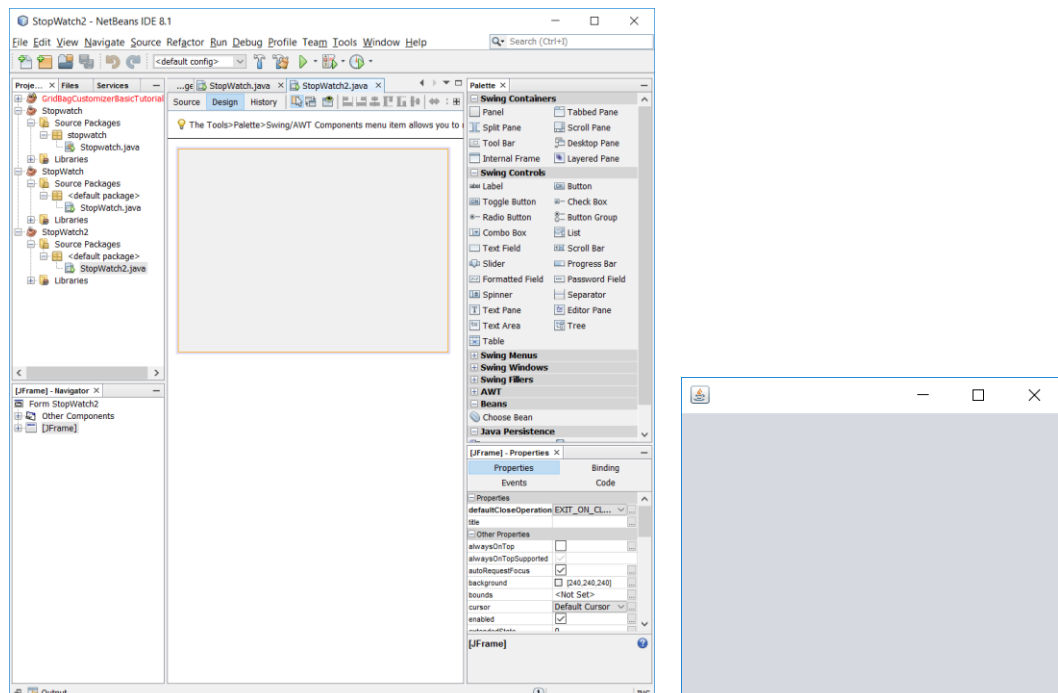 StopWatch2 - NetBeans IDE 8.1
File Edit View Navigate Source Refactor Run Debug Profile Team Tools Window Help
Search (Ctrl+I)
<default config>
Proje... Files Services
GridBagCustomizerBasicTutorial
Stopwatch
Source Packages
stopwatch
Stopwatch.java
Libraries
StopWatch
Source Packages
<default package>
StopWatch.java
Libraries
StopWatch2
Source Packages
<default package>
StopWatch2.java
Libraries
[JFrame] - Navigator
Form StopWatch2
Other Components
[JFrame]
...ge StopWatch.java StopWatch2.java
Source Design History
The Tools>Palette>Swing/AWT Components menu item allows you to
Palette
Swing Containers
Panel Tabbed Pane
Split Pane Scroll Pane
Tool Bar Desktop Pane
Internal Frame Layered Pane
Swing Controls
Label Button
Toggle Button Check Box
Radio Button Button Group
Combo Box List
Text Field Scroll Bar
Slider Progress Bar
Formatted Field Password Field
Spinner Separator
Text Pane Editor Pane
Text Area Tree
Table
Swing Menus
Swing Windows
Swing Fillers
AWT
Beans
Choose Bean
Java Persistence
[JFrame] - Properties
Properties Binding
Events Code
Properties
defaultCloseOperation EXIT_ON_CL...
title
Other Properties
alwaysOnTop
alwaysOnTopSupported
autoRequestFocus
background [240,240,240]
bounds <Not Set>
cursor Default Cursor
enabled
extendedState 0
[JFrame]
Output